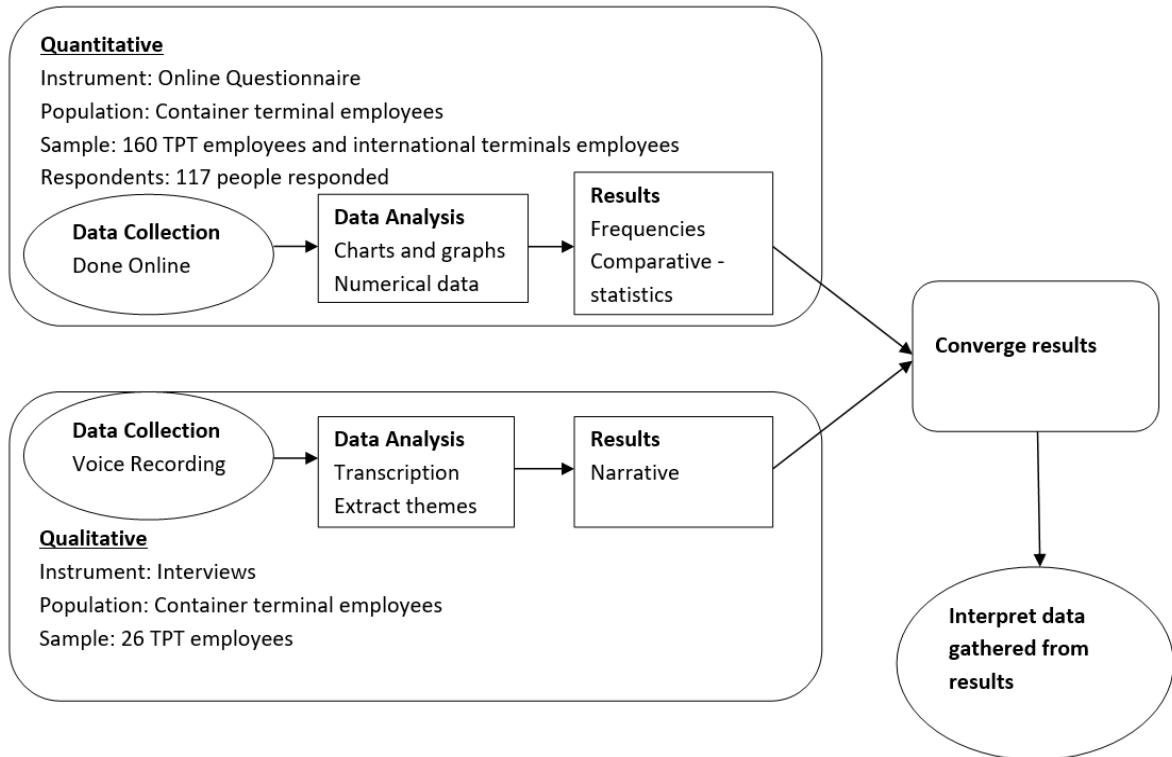 Quantitative
Instrument: Online Questionnaire
Population: Container terminal employees
Sample: 160 TPT employees and international terminals employees
Respondents: 117 people responded
Data Collection
Done Online
Data Analysis
Charts and graphs
Numerical data
Results
Frequencies
Comparative -
statistics
Converge results
Data Collection
Voice Recording
Data Analysis
Transcription
Extract themes
Results
Narrative
Qualitative
Instrument: Interviews
Population: Container terminal employees
Sample: 26 TPT employees
Interpret data
gathered from
results